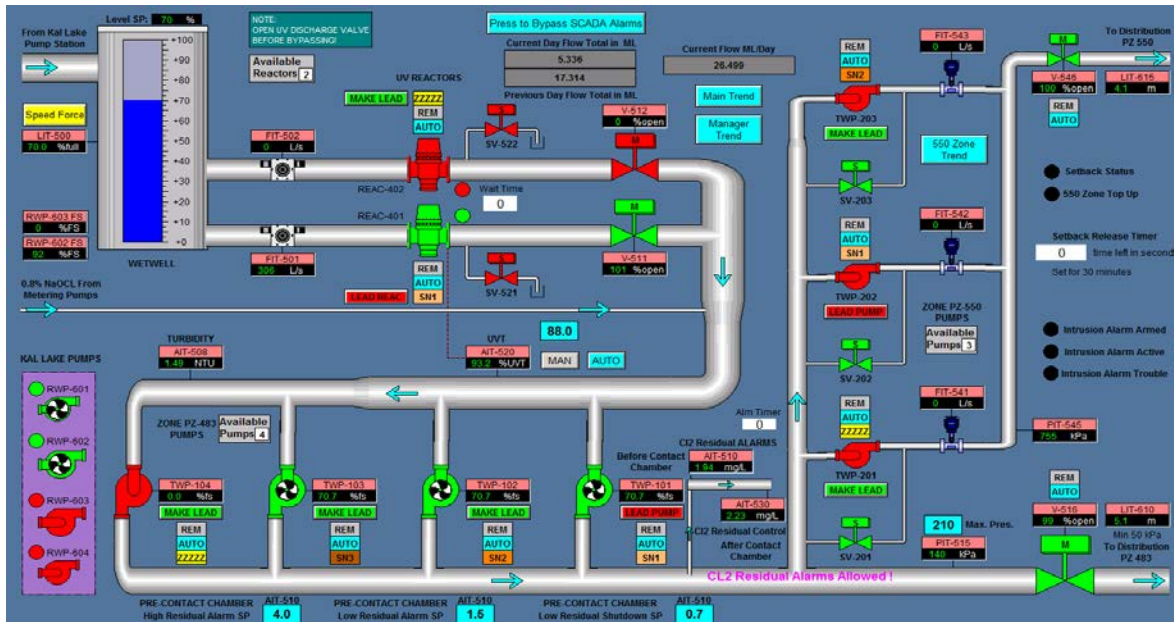 From Kal Lake
Pump Station
Level SP: 70 %
+100
+90
+80
+70
+60
+50
+40
+30
+20
+10
+0
WETWELL
Speed Force
LIT-500
70.0 %full
RWP-603 FS
0 %FS
RWP-602 FS
92 %FS
NOTE:
OPEN UV DISCHARGE VALVE
BEFORE BYPASSING!
Available
Reactors 2
Press to Bypass SCADA Alarms
Current Day Flow Total in ML
5.336
17.314
Previous Day Flow Total in ML
Current Flow ML/Day
26.499
Main Trend
Manager
Trend
UV REACTORS
MAKE LEAD
ZZZZZ
REM
AUTO
FIT-502
0 L/s
REAC-402
S
SV-522
V-512
0 %open
M
Wait Time
0
REAC-401
FIT-501
306 L/s
REM
AUTO
LEAD REAC
SN1
S
SV-521
M
V-511
101 %open
0.8% NaOCL From
Metering Pumps
88.0
TURBIDITY
AIT-508
1.49 NTU
UVT
AIT-520
93.2 %UVT
MAN
AUTO
KAL LAKE PUMPS
RWP-601
RWP-602
RWP-603
RWP-604
ZONE PZ-483
PUMPS
Available
Pumps 4
TWP-104
0.0 %fs
MAKE LEAD
REM
AUTO
ZZZZZ
TWP-103
70.7 %fs
MAKE LEAD
REM
AUTO
SN3
TWP-102
70.7 %fs
MAKE LEAD
REM
AUTO
SN2
TWP-101
70.7 %fs
LEAD PUMP
REM
AUTO
SN1
Alm Timer
0
Cl2 Residual ALARMS
Before Contact
Chamber
AIT-510
1.94 mg/L
AIT-530
2.23 mg/L
Cl2 Residual Control
After Contact
Chamber
CL2 Residual Alarms Allowed !
PRE-CONTACT CHAMBER
High Residual Alarm SP
AIT-510
4.0
PRE-CONTACT CHAMBER
Low Residual Alarm SP
AIT-510
1.5
PRE-CONTACT CHAMBER
Low Residual Shutdown SP
AIT-510
0.7
REM
AUTO
SN2
TWP-203
MAKE LEAD
FIT-543
0 L/s
S
SV-203
550 Zone
Trend
REM
AUTO
SN1
TWP-202
LEAD PUMP
FIT-542
0 L/s
ZONE PZ-550
PUMPS
Available
Pumps 3
S
SV-202
REM
AUTO
ZZZZZ
TWP-201
MAKE LEAD
FIT-541
0 L/s
S
SV-201
To Distribution
PZ 550
M
V-546
100 %open
REM
AUTO
LIT-615
4.1 m
Setback Status
550 Zone Top Up
Setback Release Timer
0 time left in second
Set for 30 minutes
Intrusion Alarm Armed
Intrusion Alarm Active
Intrusion Alarm Trouble
PIT-545
755 kPa
210 Max. Pres.
PIT-515
140 kPa
REM
AUTO
V-516
99 %open
M
LIT-610
5.1 m
Min 50 kPa
To Distribution
PZ 483